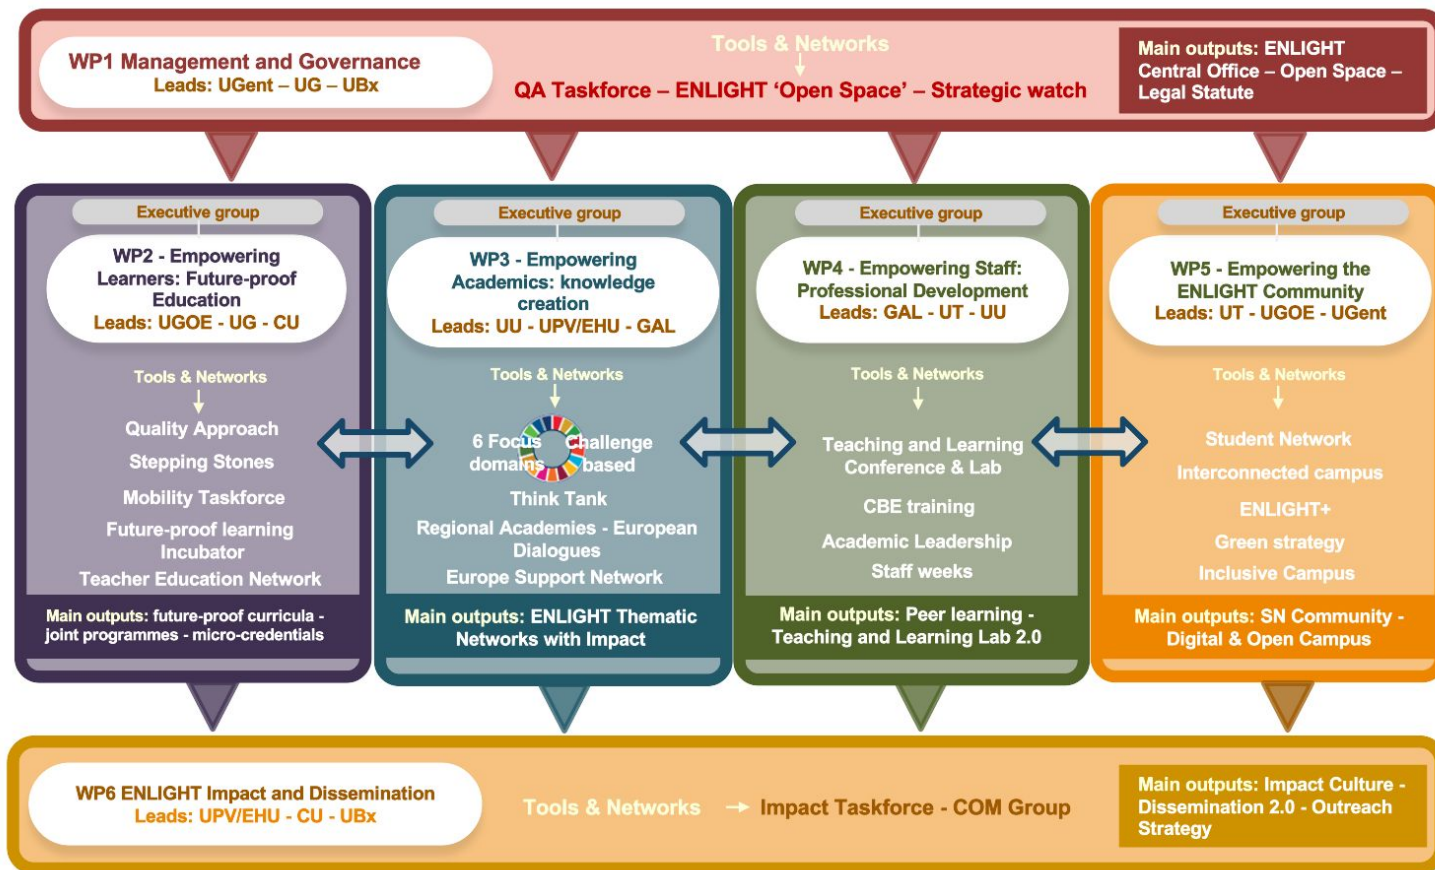 WP1 Management and Governance
Leads: UGent – UG – UBx
Tools & Networks
QA Taskforce – ENLIGHT ‘Open Space’ – Strategic watch
Main outputs: ENLIGHT
Central Office – Open Space –
Legal Statute
Executive group
WP2 - Empowering
Learners: Future-proof
Education
Leads: UGOE - UG - CU
Tools & Networks
Quality Approach
Stepping Stones
Mobility Taskforce
Future-proof learning
Incubator
Teacher Education Network
Main outputs: future-proof curricula -
joint programmes - micro-credentials
Executive group
WP3 - Empowering
Academics: knowledge
creation
Leads: UU - UPV/EHU - GAL
Tools & Networks
6 Focus
domains
Challenge
based
Think Tank
Regional Academies - European
Dialogues
Europe Support Network
Main outputs: ENLIGHT Thematic
Networks with Impact
Executive group
WP4 - Empowering Staff:
Professional Development
Leads: GAL - UT - UU
Tools & Networks
Teaching and Learning
Conference & Lab
CBE training
Academic Leadership
Staff weeks
Main outputs: Peer learning -
Teaching and Learning Lab 2.0
Executive group
WP5 - Empowering the
ENLIGHT Community
Leads: UT - UGOE - UGent
Tools & Networks
Student Network
Interconnected campus
ENLIGHT+
Green strategy
Inclusive Campus
Main outputs: SN Community -
Digital & Open Campus
WP6 ENLIGHT Impact and Dissemination
Leads: UPV/EHU - CU - UBx
Tools & Networks → Impact Taskforce - COM Group
Main outputs: Impact Culture -
Dissemination 2.0 - Outreach
Strategy